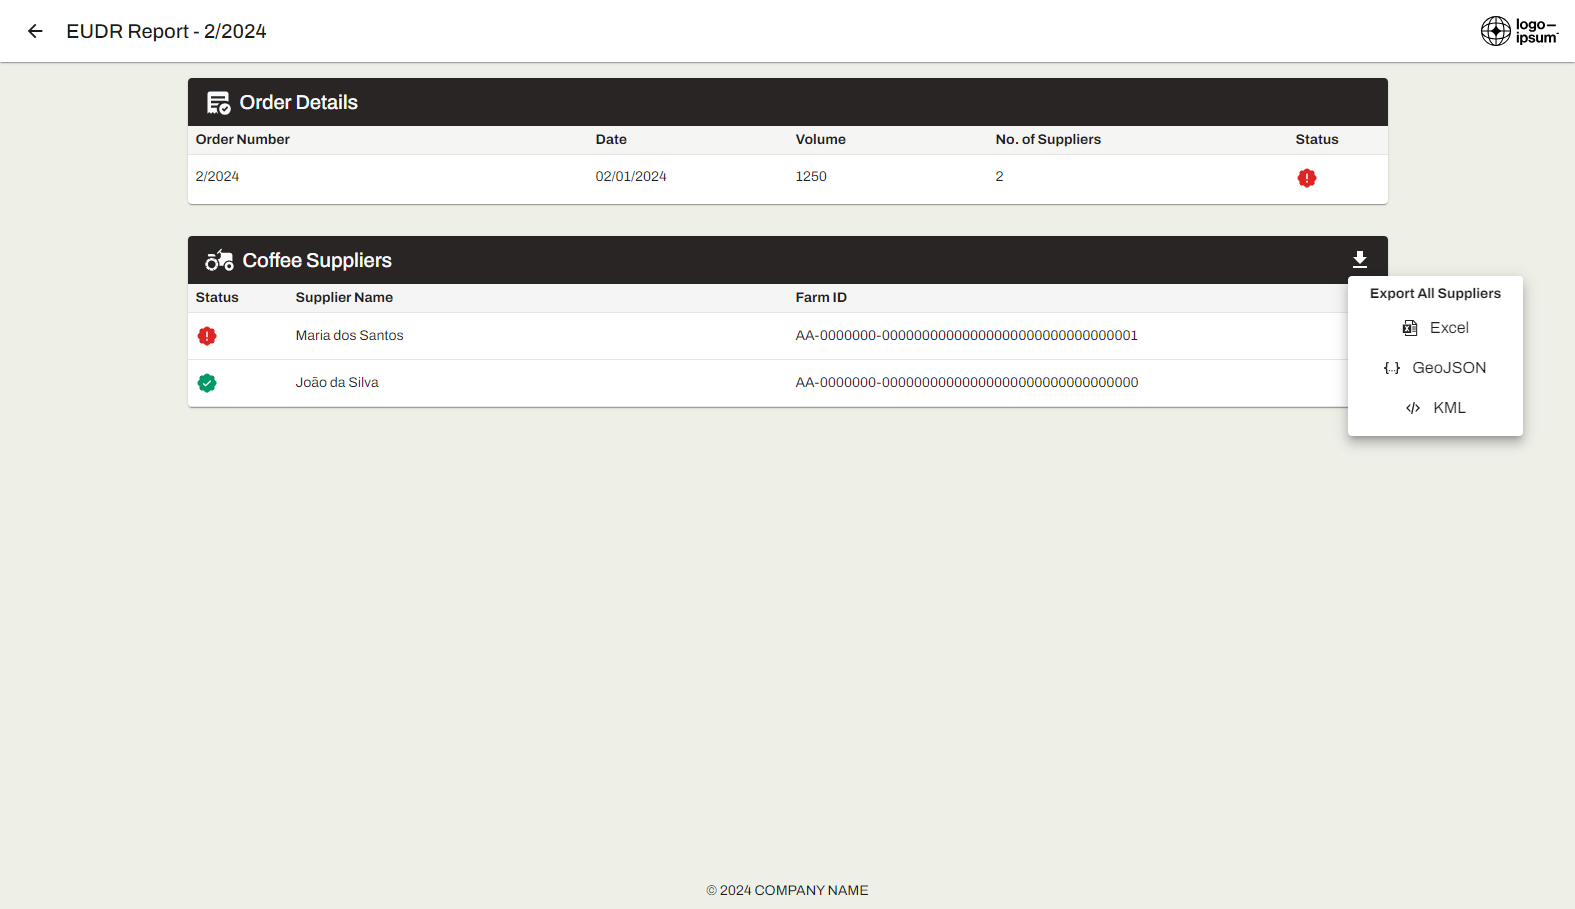 EUDR Report - 2/2024
logo—
ipsum
Order Details
Order Number Date Volume No. of Suppliers Status
2/2024 02/01/2024 1250 2
Coffee Suppliers
Status Supplier Name Farm ID
Export All Suppliers
Maria dos Santos AA-0000000-00000000000000000000000000000001
Excel
GeoJSON
João da Silva AA-0000000-00000000000000000000000000000000
KML
© 2024 COMPANY NAME